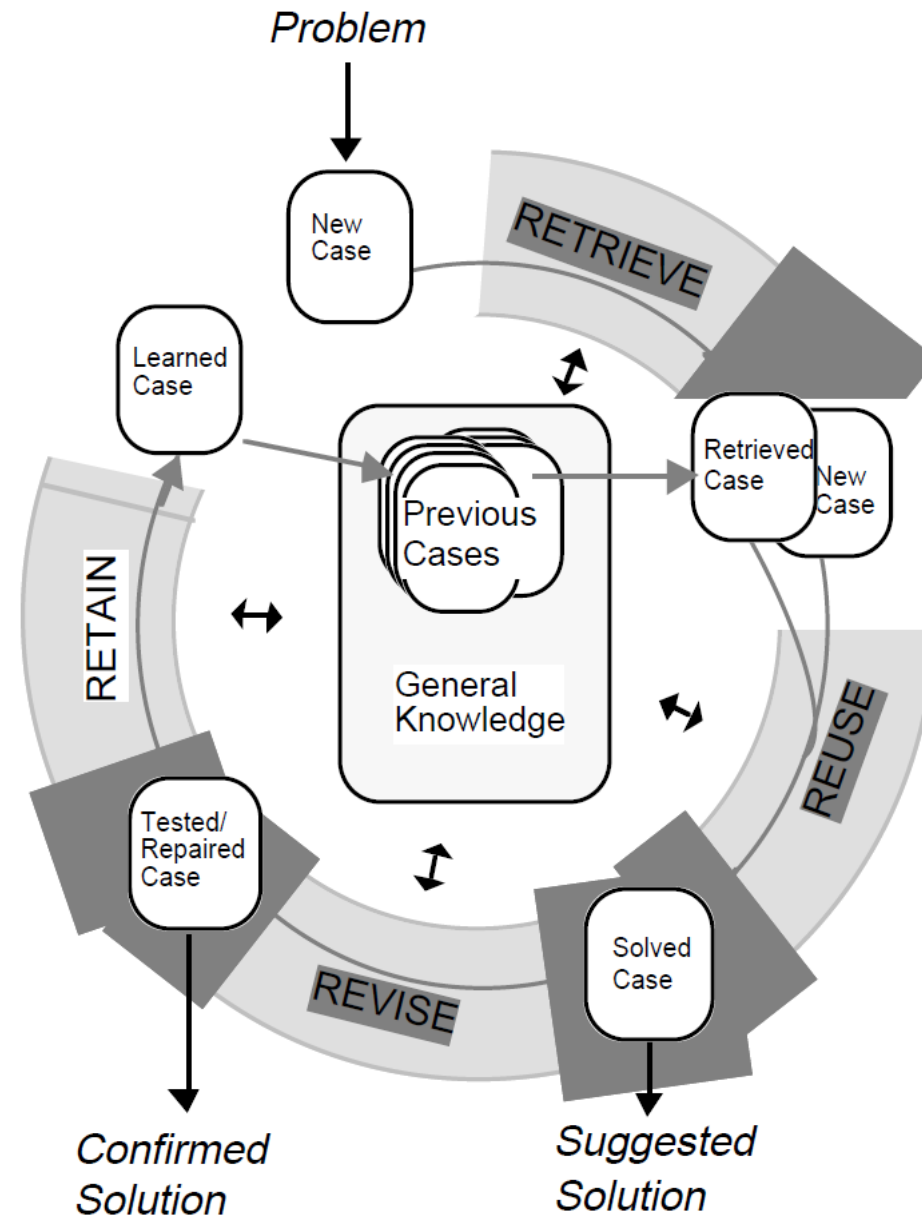 Problem
New
Case
RETRIEVE
Learned
Case
Retrieved
Case
New
Case
Previous
Cases
General
Knowledge
RETAIN
REUSE
Tested/
Repaired
Case
Solved
Case
REVISE
Confirmed
Solution
Suggested
Solution